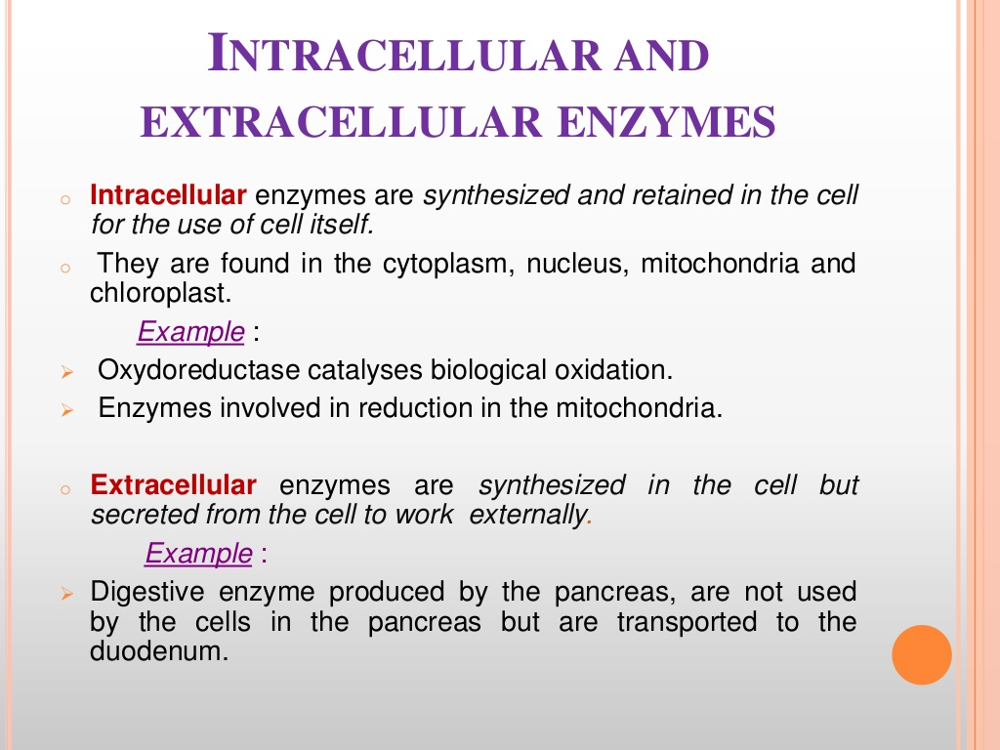 INTRACELLULAR AND
EXTRACELLULAR ENZYMES
Intracellular enzymes are synthesized and retained in the cell
for the use of cell itself.
They are found in the cytoplasm, nucleus, mitochondria and
chloroplast.
Example :
Oxydoreductase catalyses biological oxidation.
Enzymes involved in reduction in the mitochondria.
Extracellular enzymes are synthesized in the cell but
secreted from the cell to work externally.
Example :
Digestive enzyme produced by the pancreas, are not used
by the cells in the pancreas but are transported to the
duodenum.